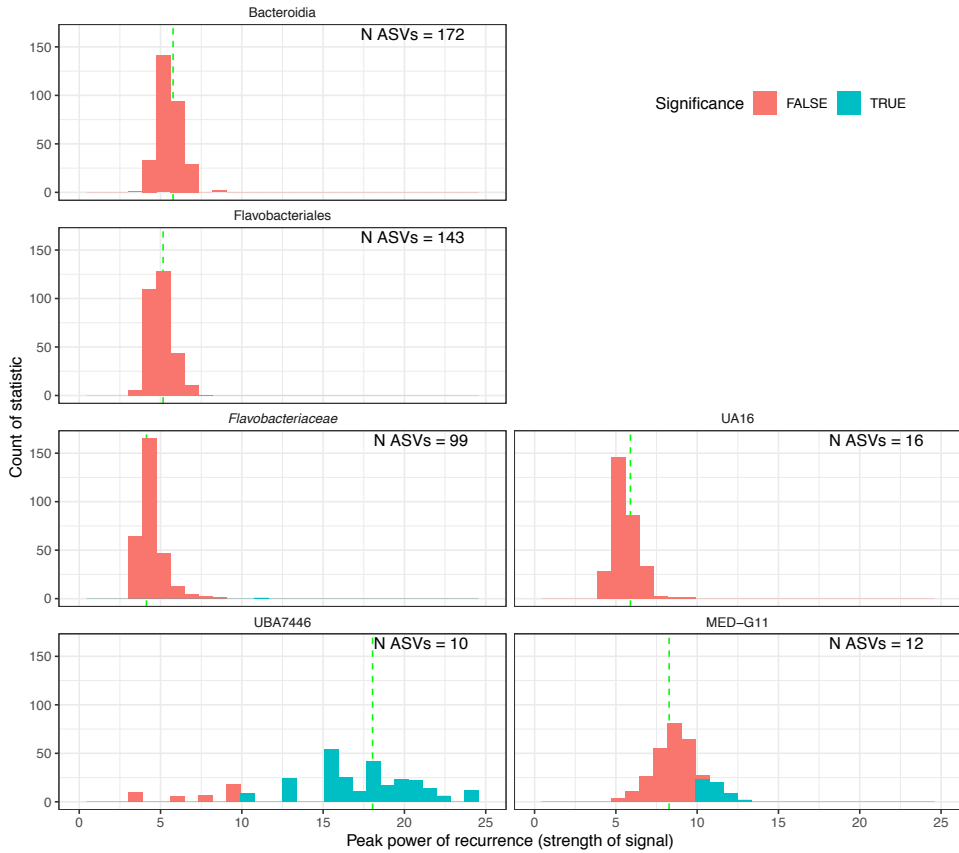 Bacteroidia
N ASVs = 172
150
100
50
0
Significance FALSE TRUE
Flavobacteriales
N ASVs = 143
150
100
50
0
Count of statistic
Flavobacteriaceae
N ASVs = 99
150
100
50
0
UA16
N ASVs = 16
UBA7446
N ASVs = 10
150
100
50
0
MED−G11
N ASVs = 12
0 5 10 15 20 25
0 5 10 15 20 25
Peak power of recurrence (strength of signal)